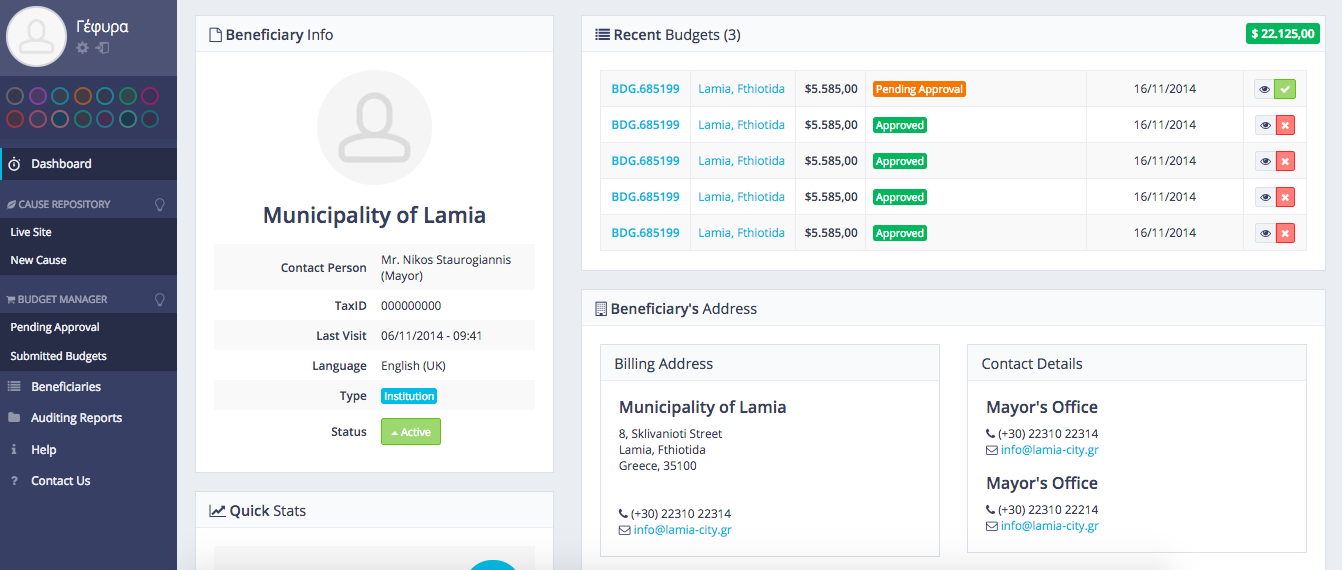 Γέφυρα
Dashboard
CAUSE REPOSITORY
Live Site
New Cause
BUDGET MANAGER
Pending Approval
Submitted Budgets
Beneficiaries
Auditing Reports
Help
Contact Us
Beneficiary Info
Municipality of Lamia
Contact Person Mr. Nikos Staurogiannis
(Mayor)
TaxID 000000000
Last Visit 06/11/2014 - 09:41
Language English (UK)
Type Institution
Status Active
Quick Stats
Recent Budgets (3) $ 22.125,00
BDG.685199 Lamia, Fthiotida $5.585,00 Pending Approval 16/11/2014
BDG.685199 Lamia, Fthiotida $5.585,00 Approved 16/11/2014
BDG.685199 Lamia, Fthiotida $5.585,00 Approved 16/11/2014
BDG.685199 Lamia, Fthiotida $5.585,00 Approved 16/11/2014
BDG.685199 Lamia, Fthiotida $5.585,00 Approved 16/11/2014
Beneficiary's Address
Billing Address
Municipality of Lamia
8, Sklivanioti Street
Lamia, Fthiotida
Greece, 35100
(+30) 22310 22314
info@lamia-city.gr
Contact Details
Mayor's Office
(+30) 22310 22314
info@lamia-city.gr
Mayor's Office
(+30) 22310 22214
info@lamia-city.gr